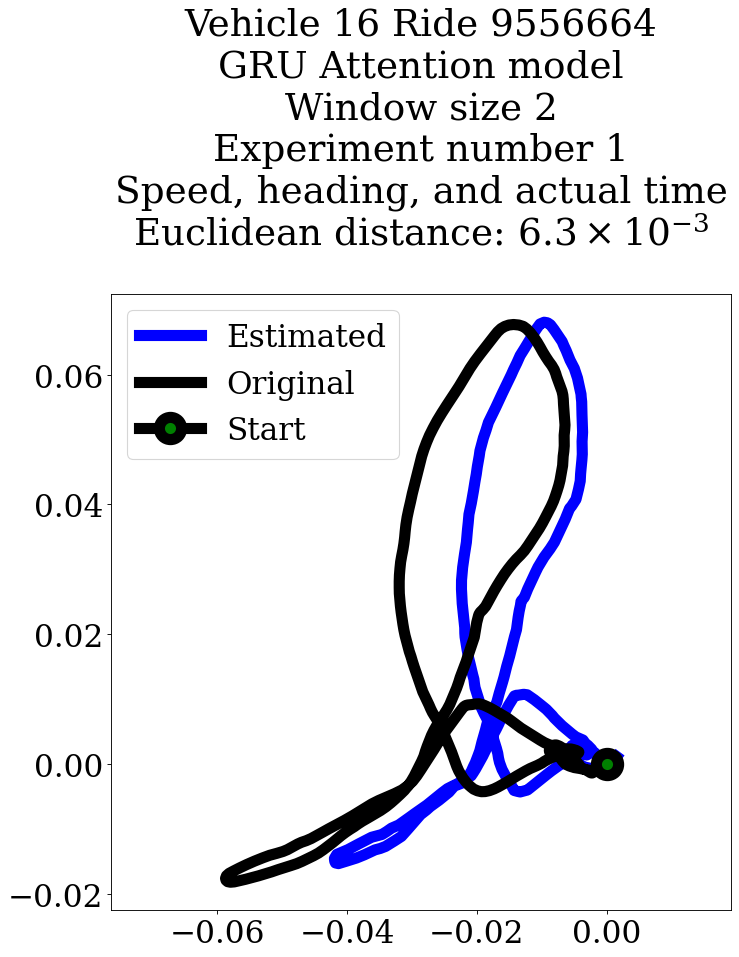 Vehicle 16 Ride 9556664
GRU Attention model
Window size 2
Experiment number 1
Speed, heading, and actual time
Euclidean distance: 6.3 × 10⁻³
Estimated
Original
Start
0.06
0.04
0.02
0.00
−0.02
−0.06 −0.04 −0.02 0.00